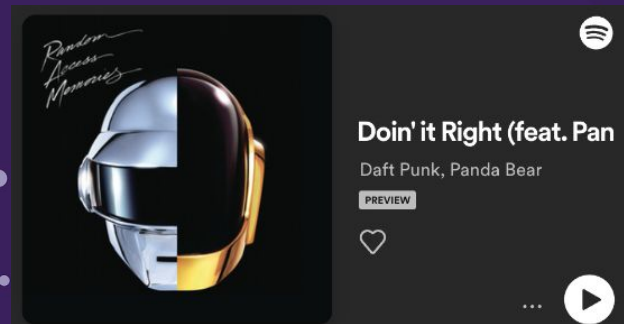 Random
Access
Memories
Doin' it Right (feat. Pan
Daft Punk, Panda Bear
PREVIEW